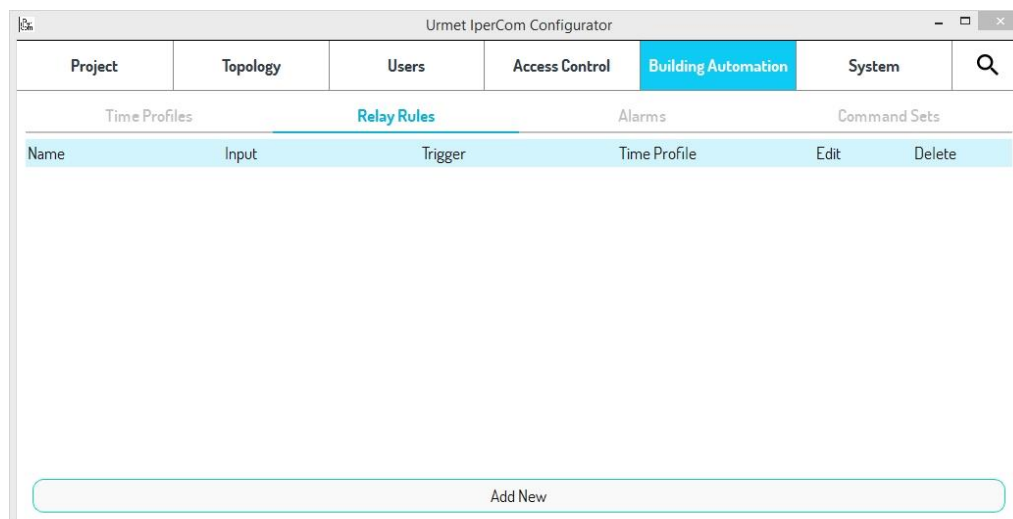 Urmet IperCom Configurator
Project Topology Users Access Control Building Automation System
Time Profiles Relay Rules Alarms Command Sets
Name Input Trigger Time Profile Edit Delete
Add New